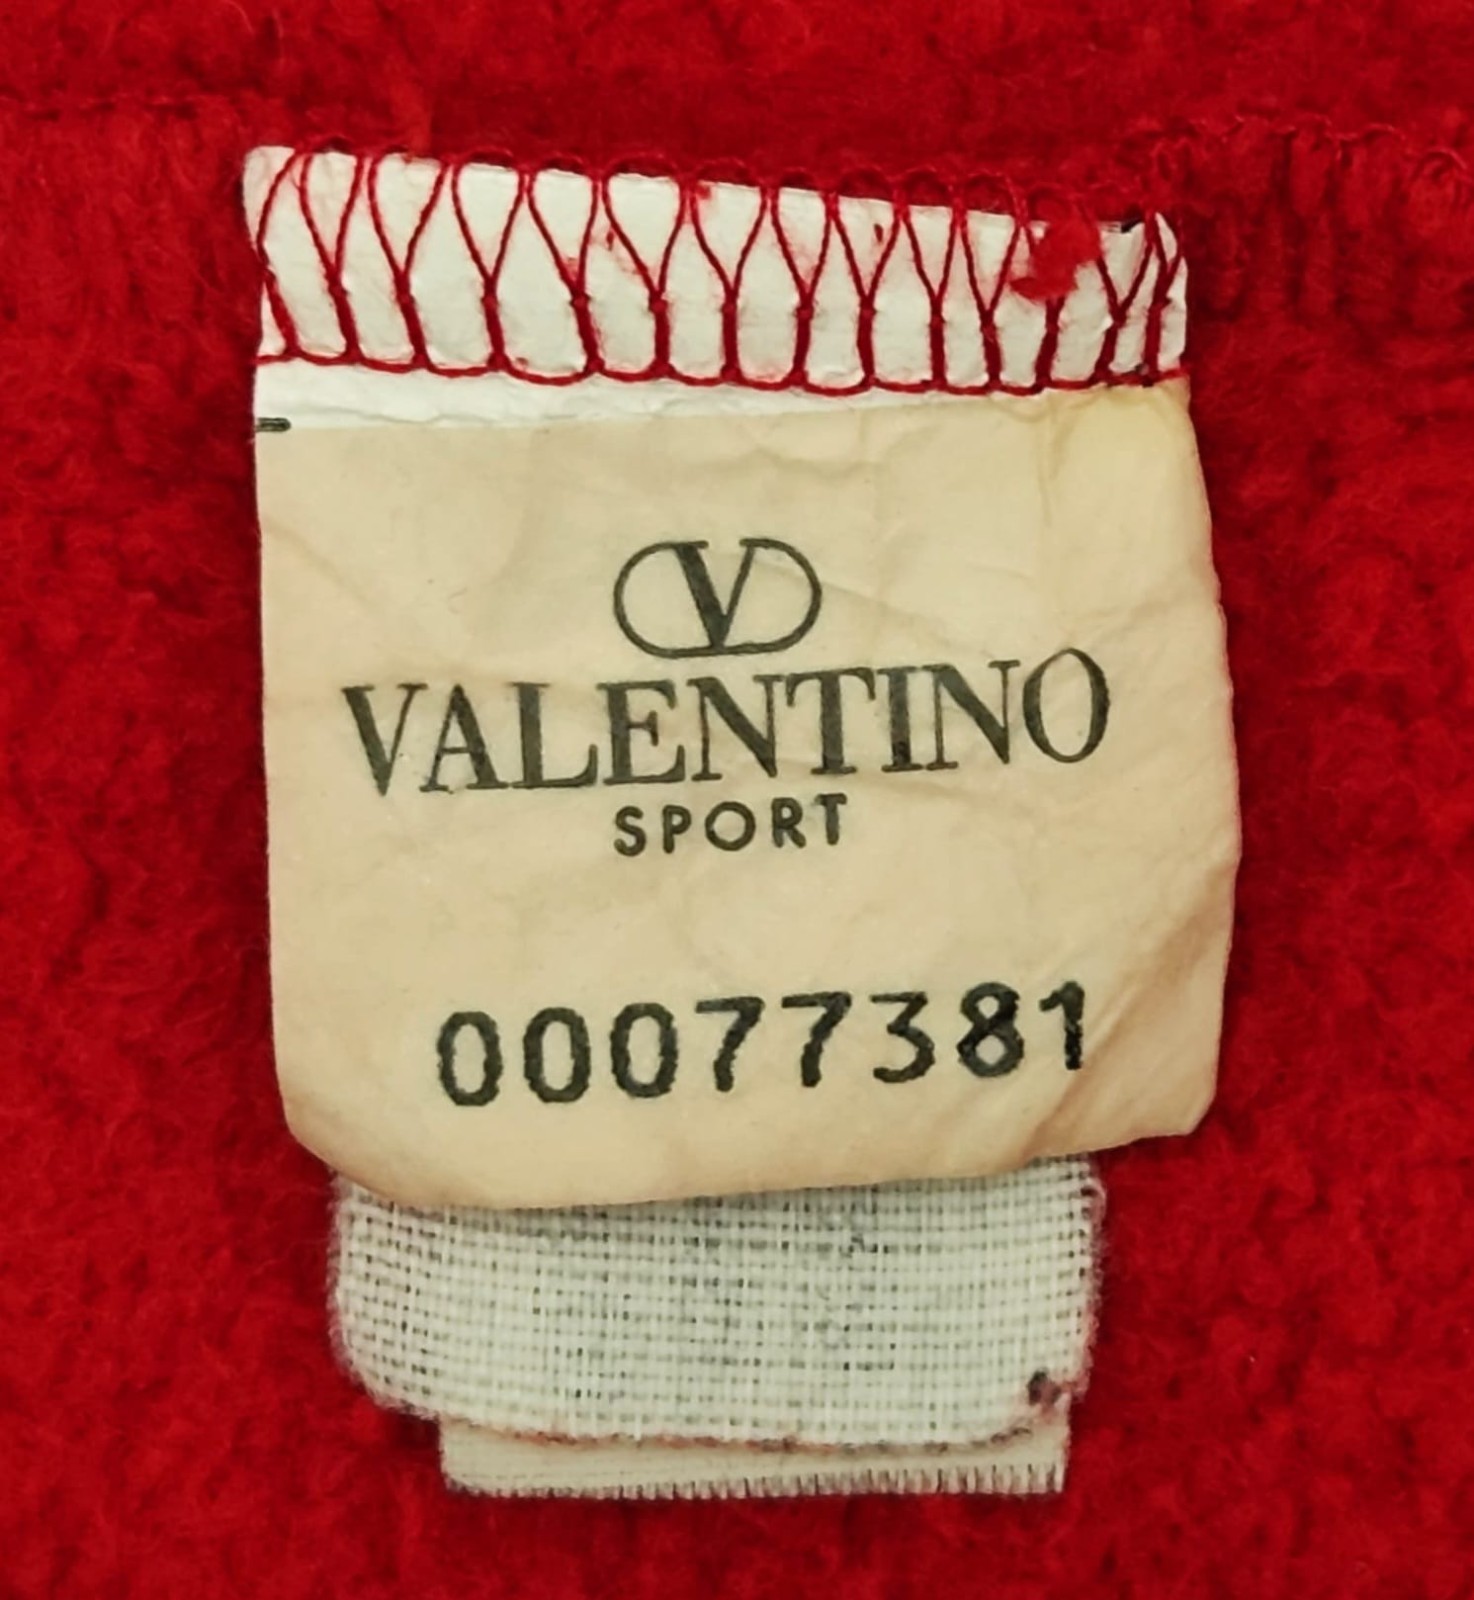 V
VALENTINO
SPORT
00077381